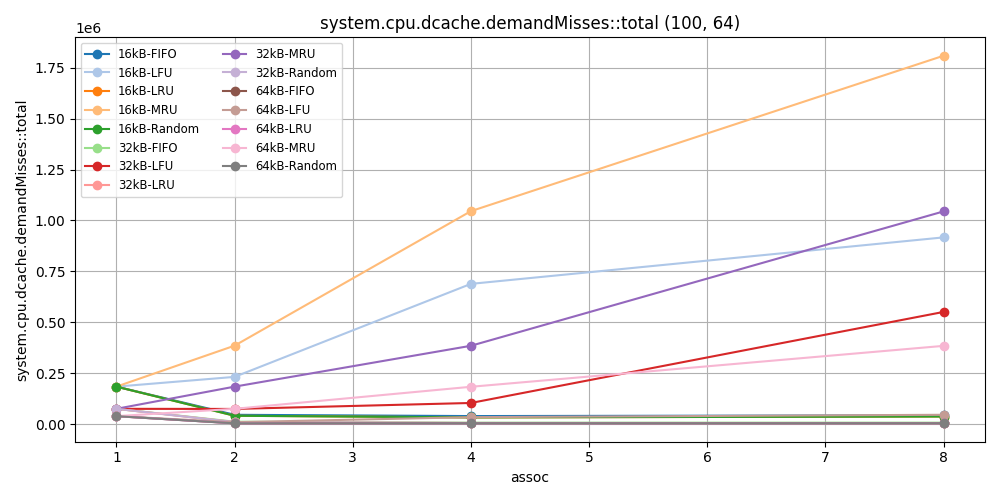 system.cpu.dcache.demandMisses::total (100, 64)
1e6
16kB-FIFO
16kB-LFU
16kB-LRU
16kB-MRU
16kB-Random
32kB-FIFO
32kB-LFU
32kB-LRU
32kB-MRU
32kB-Random
64kB-FIFO
64kB-LFU
64kB-LRU
64kB-MRU
64kB-Random
system.cpu.dcache.demandMisses::total
1.75
1.50
1.25
1.00
0.75
0.50
0.25
0.00
1 2 3 4 5 6 7 8
assoc